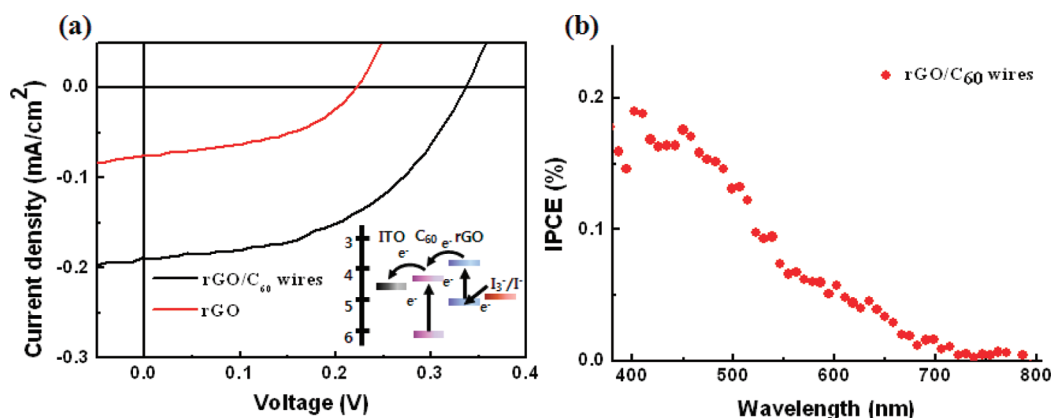 (a)
Current density (mA/cm²)
0.0
-0.1
-0.2
-0.3
0.0 0.1 0.2 0.3 0.4
Voltage (V)
rGO/C₆₀ wires
rGO
3
4
5
6
ITO C₆₀ rGO
e⁻
e⁻
e⁻
e⁻
e⁻
I₃⁻/I⁻
(b)
IPCE (%)
0.2
0.1
0.0
400 500 600 700 800
Wavelength (nm)
rGO/C₆₀ wires